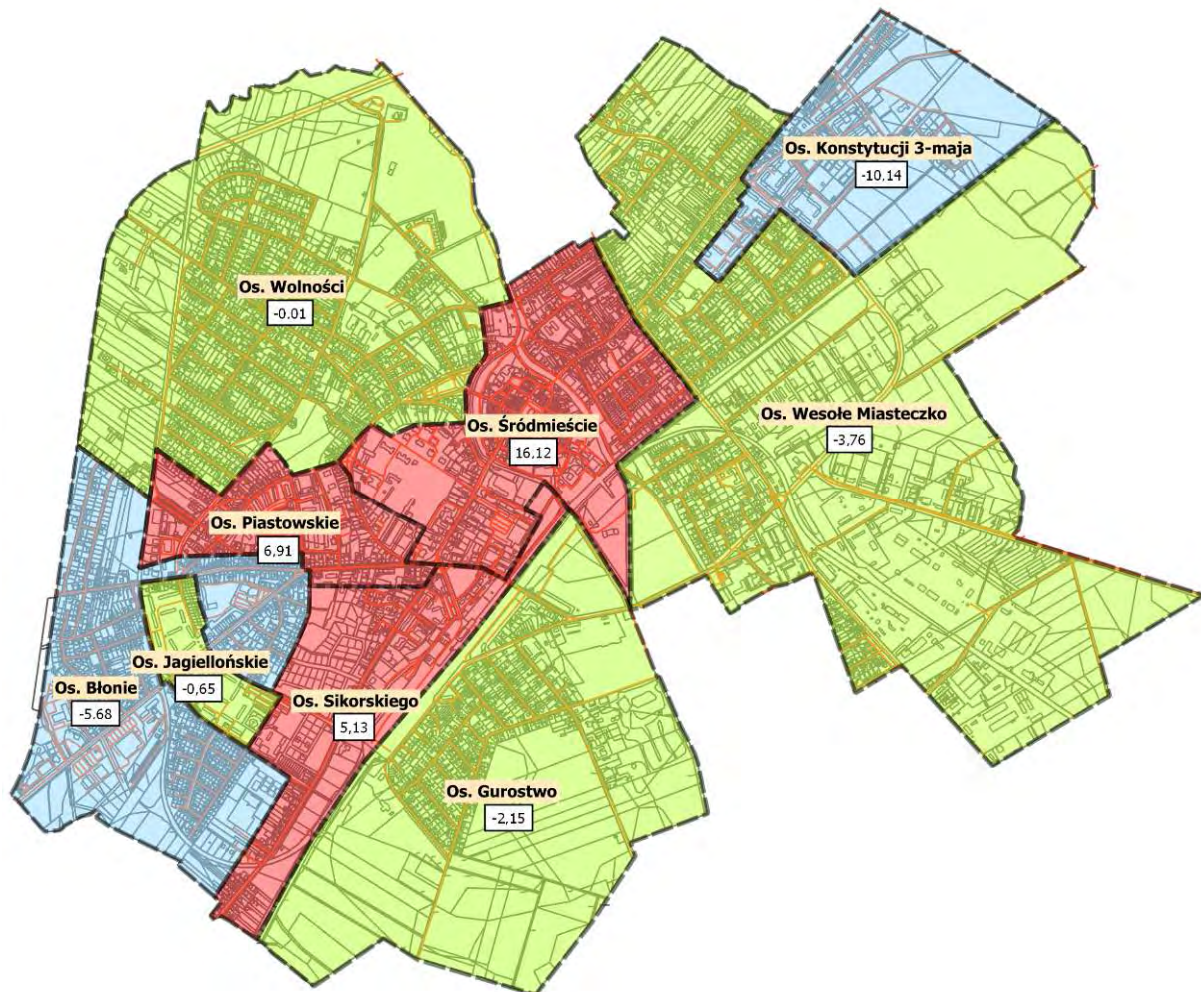 Os. Konstytucji 3-maja
-10,14
Os. Wolności
-0.01
Os. Wesołe Miasteczko
-3,76
Os. Śródmieście
16,12
Os. Piastowskie
6,91
Os. Jagiellońskie
-0,65
Os. Błonie
-5.68
Os. Sikorskiego
5,13
Os. Gurostwo
-2,15